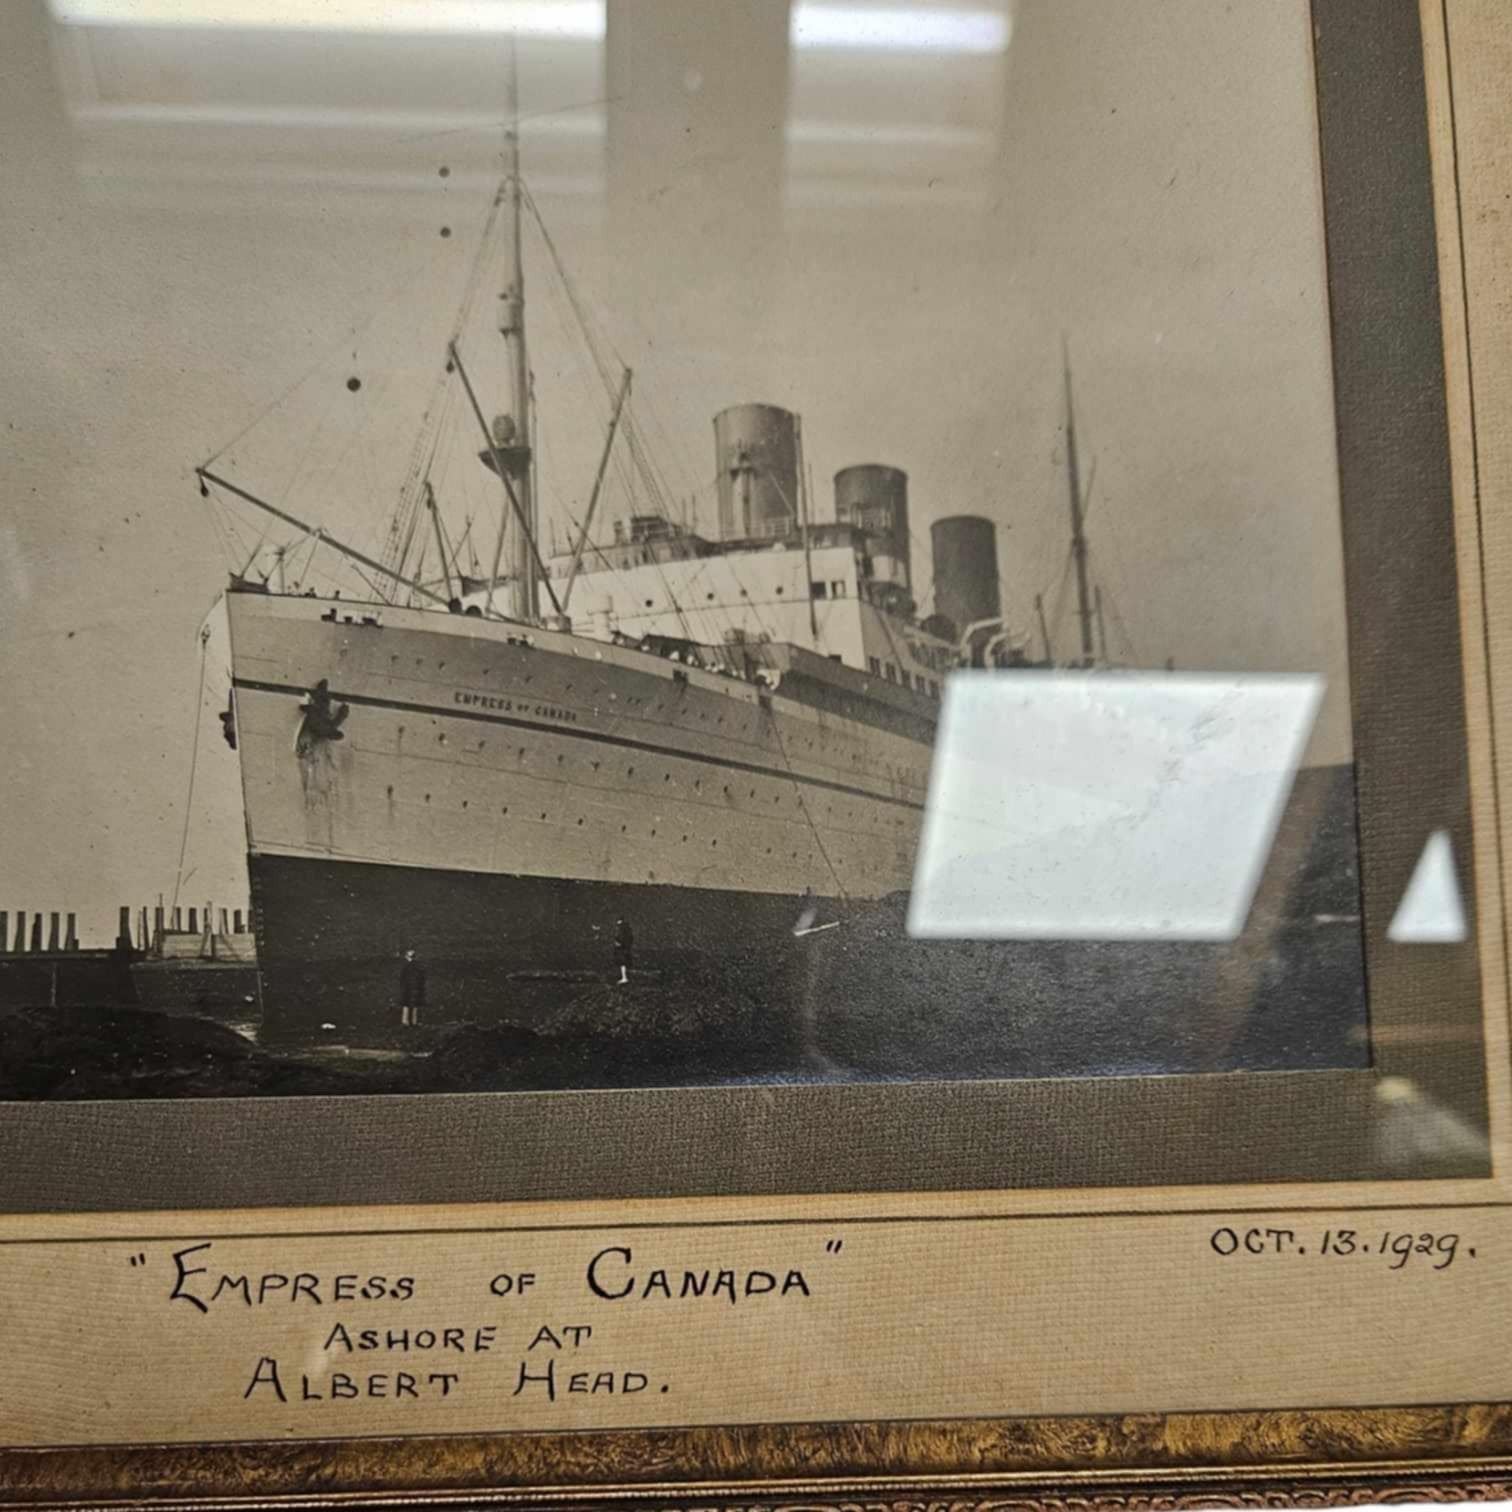 EMPRESS OF CANADA
"EMPRESS OF CANADA"
OCT. 13. 1929.
ASHORE AT
ALBERT HEAD.